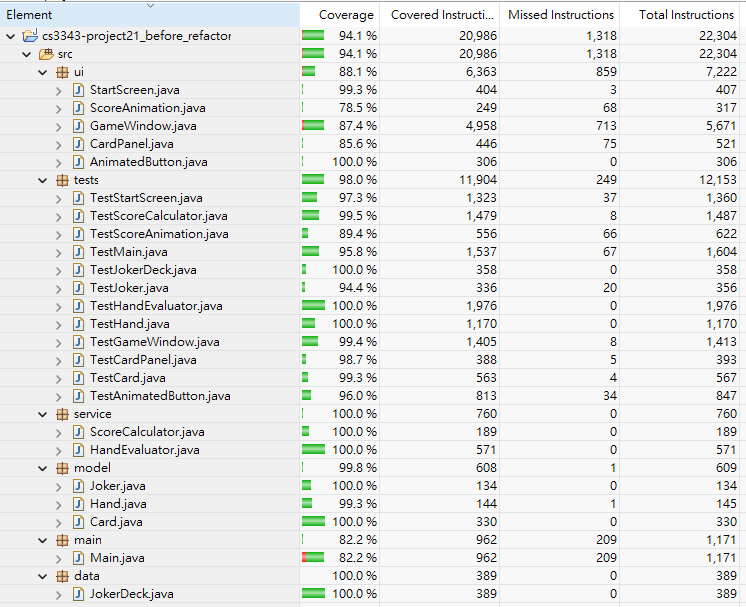 Element Coverage Covered Instructi... Missed Instructions Total Instructions
cs3343-project21_before_refactor 94.1 % 20,986 1,318 22,304
src 94.1 % 20,986 1,318 22,304
ui 88.1 % 6,363 859 7,222
StartScreen.java 99.3 % 404 3 407
ScoreAnimation.java 78.5 % 249 68 317
GameWindow.java 87.4 % 4,958 713 5,671
CardPanel.java 85.6 % 446 75 521
AnimatedButton.java 100.0 % 306 0 306
tests 98.0 % 11,904 249 12,153
TestStartScreen.java 97.3 % 1,323 37 1,360
TestScoreCalculator.java 99.5 % 1,479 8 1,487
TestScoreAnimation.java 89.4 % 556 66 622
TestMain.java 95.8 % 1,537 67 1,604
TestJokerDeck.java 100.0 % 358 0 358
TestJoker.java 94.4 % 336 20 356
TestHandEvaluator.java 100.0 % 1,976 0 1,976
TestHand.java 100.0 % 1,170 0 1,170
TestGameWindow.java 99.4 % 1,405 8 1,413
TestCardPanel.java 98.7 % 388 5 393
TestCard.java 99.3 % 563 4 567
TestAnimatedButton.java 96.0 % 813 34 847
service 100.0 % 760 0 760
ScoreCalculator.java 100.0 % 189 0 189
HandEvaluator.java 100.0 % 571 0 571
model 99.8 % 608 1 609
Joker.java 100.0 % 134 0 134
Hand.java 99.3 % 144 1 145
Card.java 100.0 % 330 0 330
main 82.2 % 962 209 1,171
Main.java 82.2 % 962 209 1,171
data 100.0 % 389 0 389
JokerDeck.java 100.0 % 389 0 389